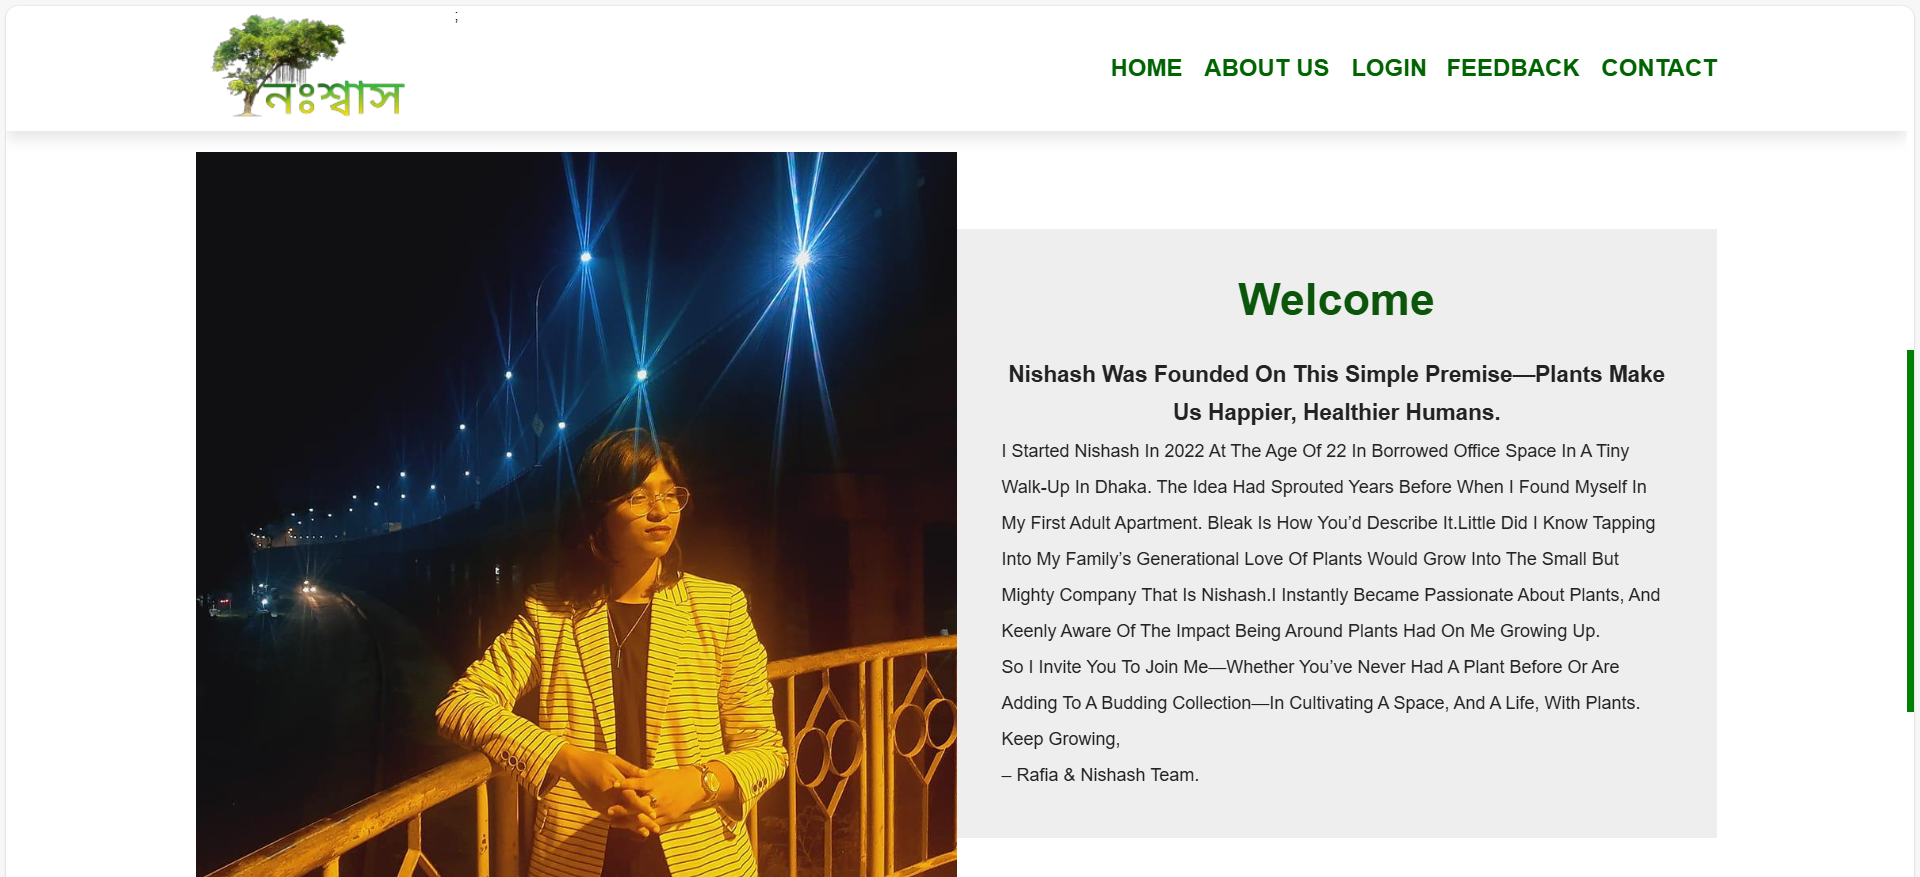 নঃশ্বাস
;
HOME ABOUT US LOGIN FEEDBACK CONTACT
Welcome
Nishash Was Founded On This Simple Premise—Plants Make
Us Happier, Healthier Humans.
I Started Nishash In 2022 At The Age Of 22 In Borrowed Office Space In A Tiny
Walk-Up In Dhaka. The Idea Had Sprouted Years Before When I Found Myself In
My First Adult Apartment. Bleak Is How You’d Describe It.Little Did I Know Tapping
Into My Family’s Generational Love Of Plants Would Grow Into The Small But
Mighty Company That Is Nishash.I Instantly Became Passionate About Plants, And
Keenly Aware Of The Impact Being Around Plants Had On Me Growing Up.
So I Invite You To Join Me—Whether You’ve Never Had A Plant Before Or Are
Adding To A Budding Collection—In Cultivating A Space, And A Life, With Plants.
Keep Growing,
– Rafia & Nishash Team.